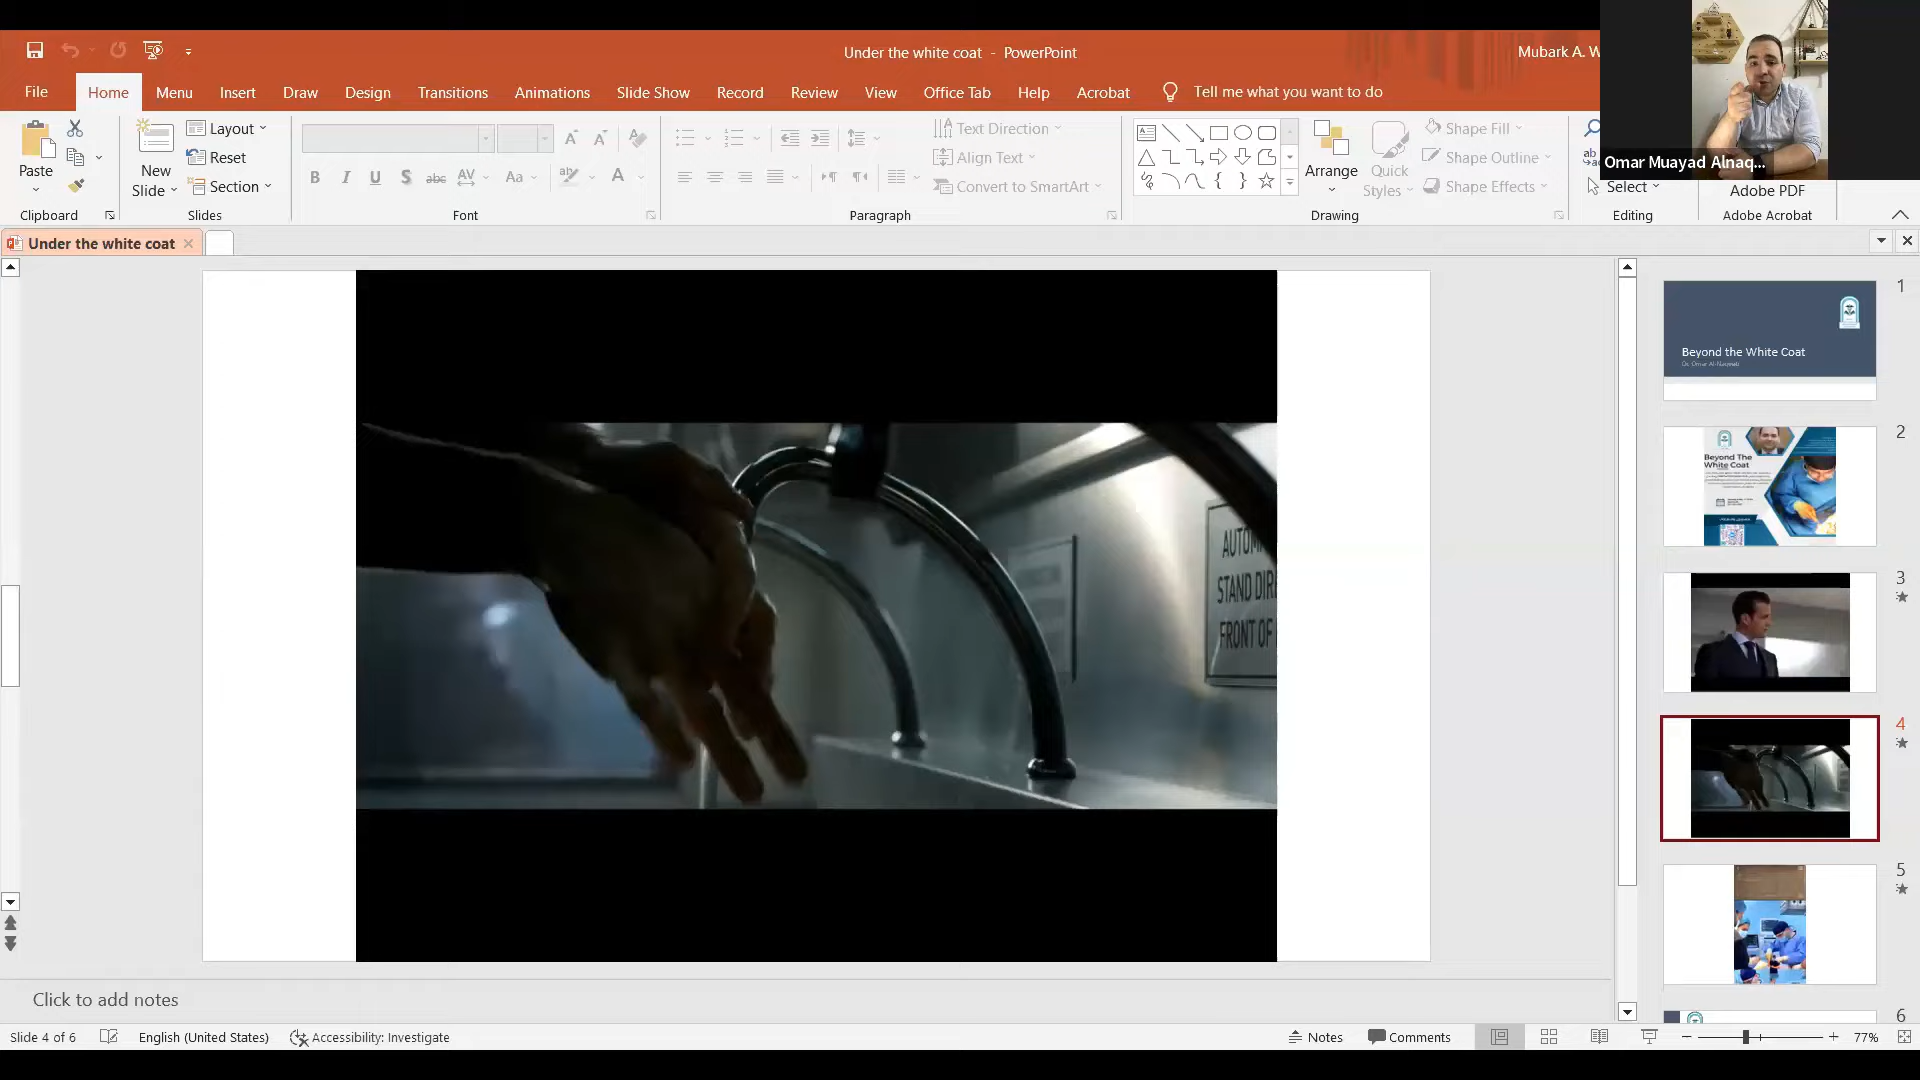 Under the white coat - PowerPoint
Mubark A. W
File
Home
Menu
Insert
Draw
Design
Transitions
Animations
Slide Show
Record
Review
View
Office Tab
Help
Acrobat
Tell me what you want to do
Paste
Clipboard
New
Slide
Layout
Reset
Section
Slides
B I U S abc AV Aa A
Font
Text Direction
Align Text
Convert to SmartArt
Paragraph
Arrange
Quick
Styles
Shape Fill
Shape Outline
Shape Effects
Drawing
Select
Editing
Adobe PDF
Adobe Acrobat
Omar Muayad Alnaq...
Under the white coat
AUTOM
STAND DIR
FRONT OF
1
Beyond the White Coat
2
Beyond The
White Coat
3
4
5
6
Click to add notes
Slide 4 of 6
English (United States)
Accessibility: Investigate
Notes
Comments
77%